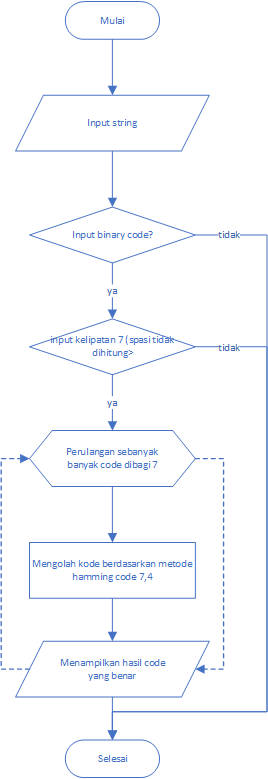 Mulai
Input string
Input binary code?
tidak
ya
input kelipatan 7 (spasi tidak
dihitung>
tidak
ya
Perulangan sebanyak
banyak code dibagi 7
Mengolah kode berdasarkan metode
hamming code 7,4
Menampilkan hasil code
yang benar
Selesai